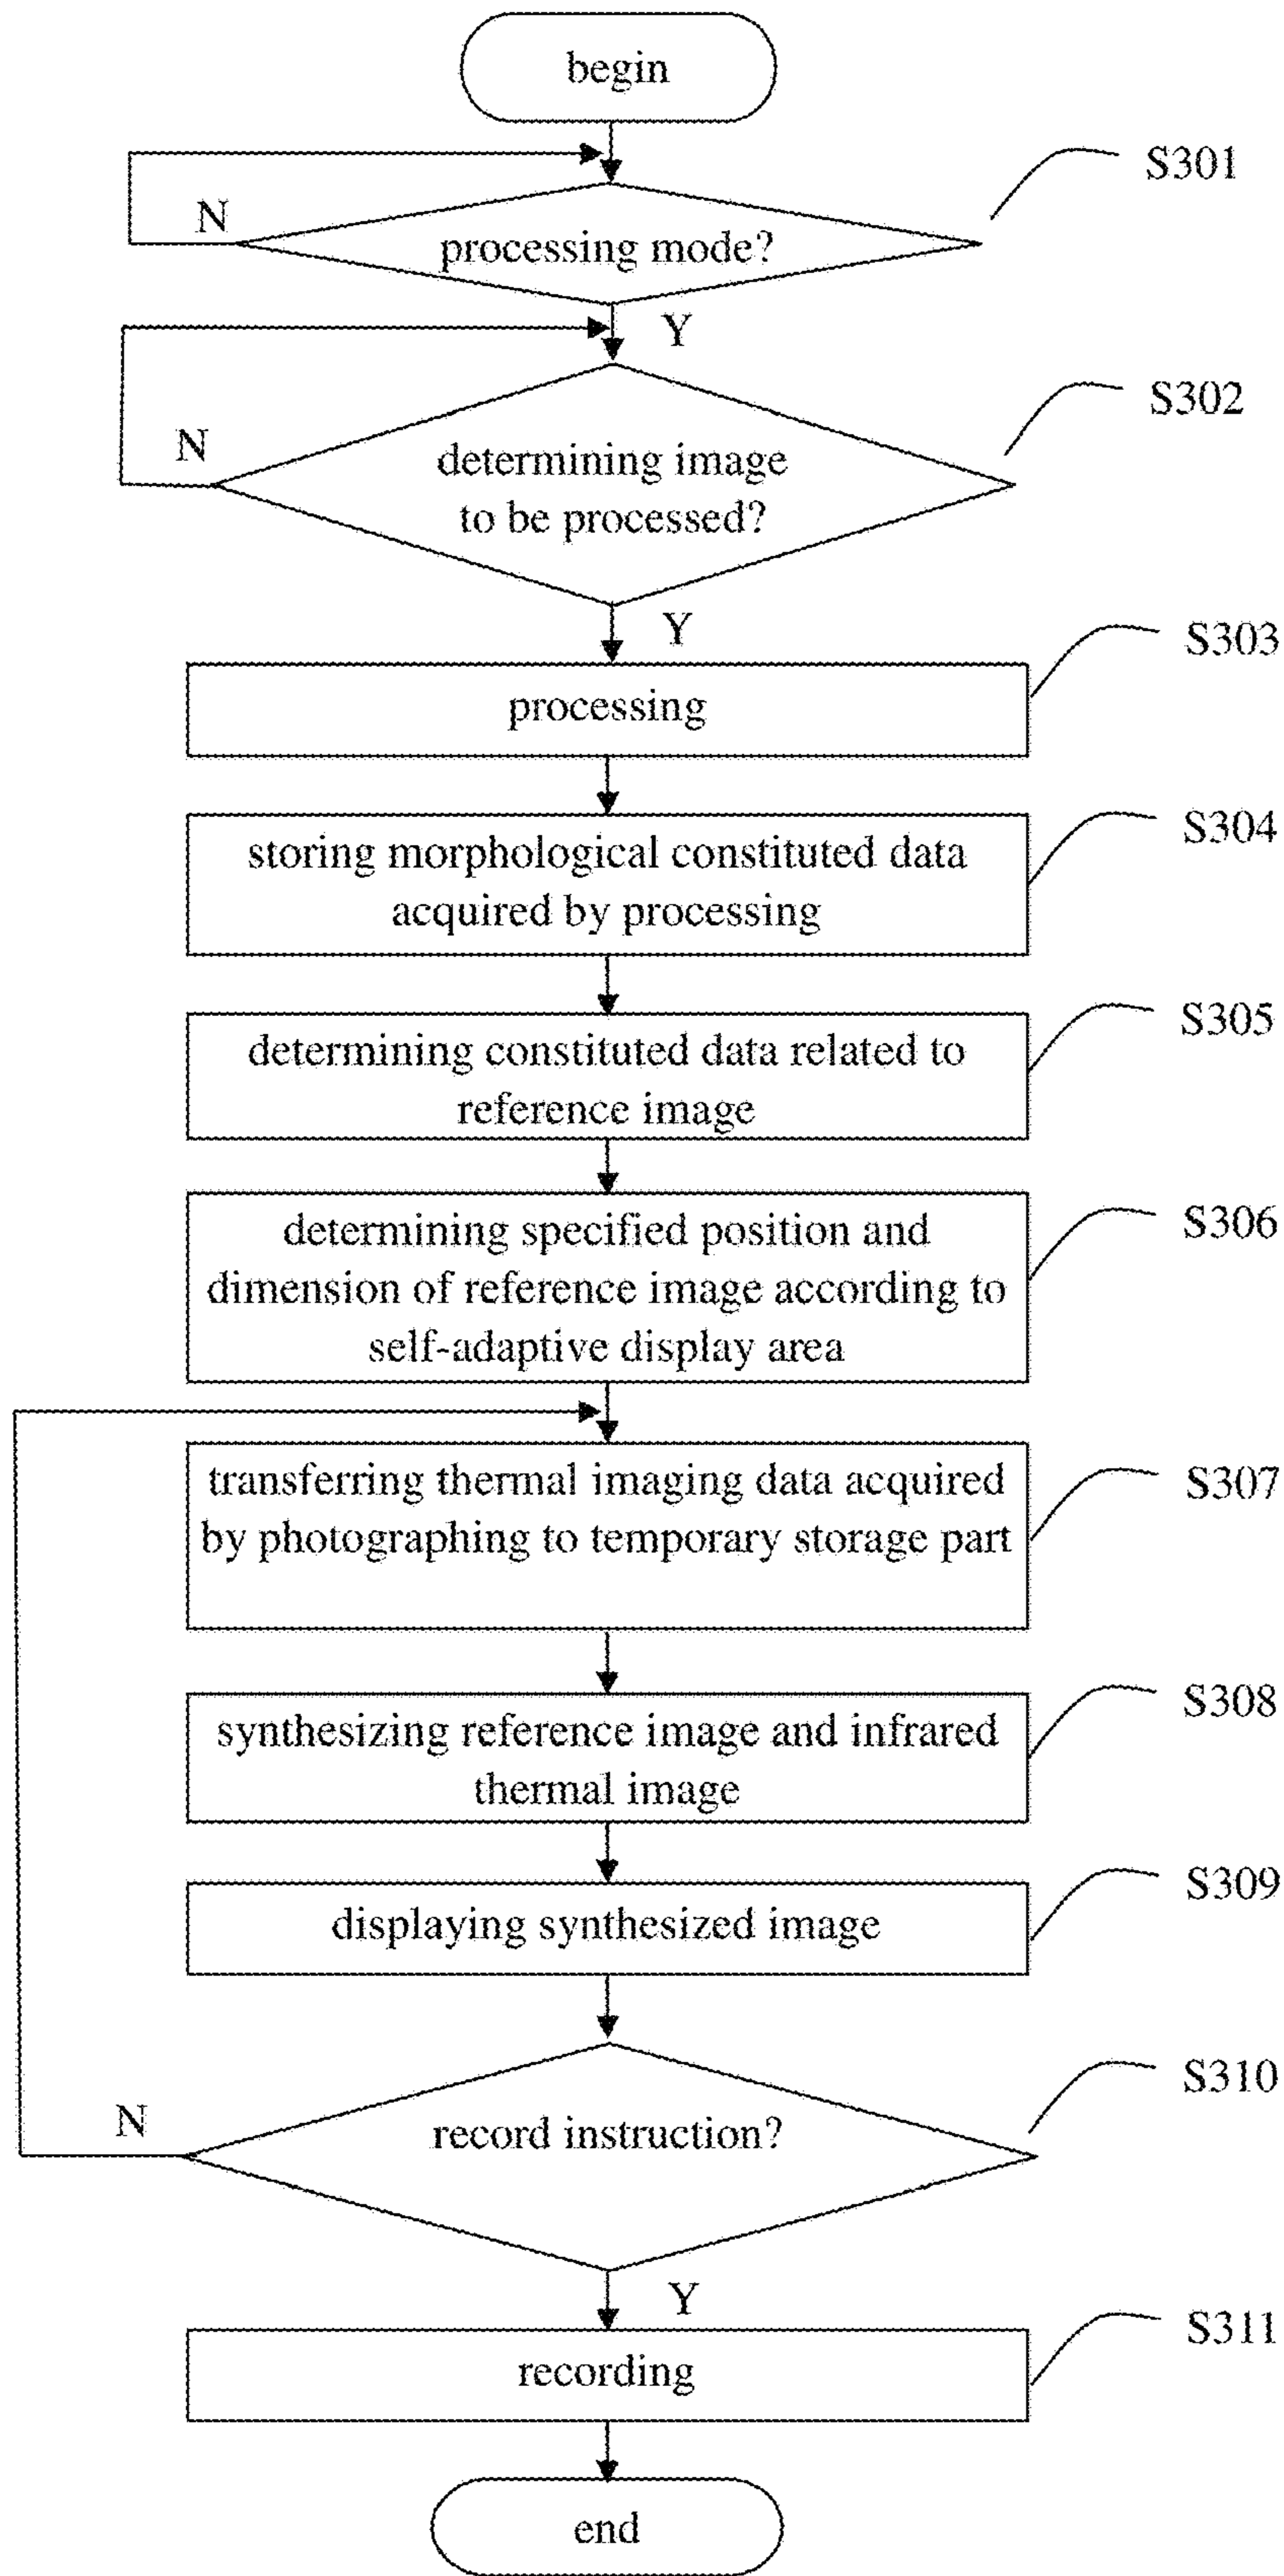 begin
S301
N
processing mode?
Y
S302
N
determining image
to be processed?
Y
S303
processing
S304
storing morphological constituted data
acquired by processing
S305
determining constituted data related to
reference image
S306
determining specified position and
dimension of reference image according to
self-adaptive display area
S307
transferring thermal imaging data acquired
by photographing to temporary storage part
S308
synthesizing reference image and infrared
thermal image
S309
displaying synthesized image
S310
N
record instruction?
Y
S311
recording
end